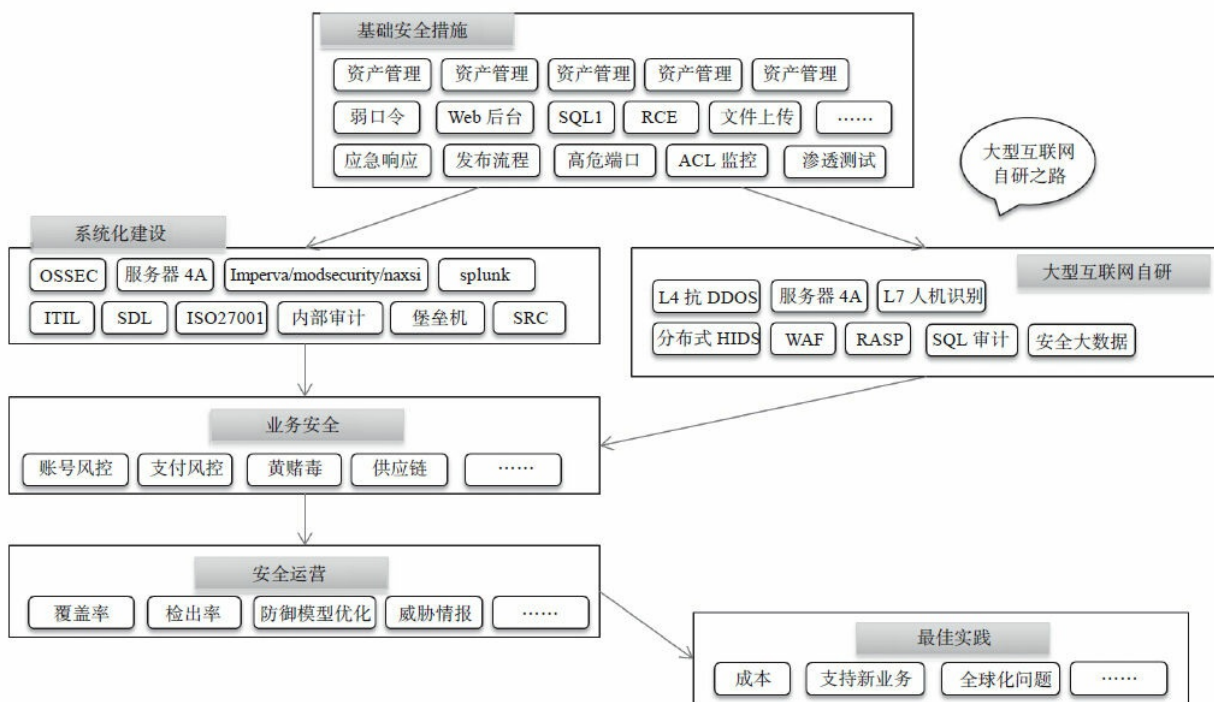 基础安全措施
资产管理 资产管理 资产管理 资产管理 资产管理
弱口令 Web 后台 SQL1 RCE 文件上传 ……
应急响应 发布流程 高危端口 ACL 监控 渗透测试
大型互联网
自研之路
系统化建设
OSSEC 服务器 4A Imperva/modsecurity/naxsi splunk
ITIL SDL ISO27001 内部审计 堡垒机 SRC
大型互联网自研
L4 抗 DDOS 服务器 4A L7 人机识别
分布式 HIDS WAF RASP SQL 审计 安全大数据
业务安全
账号风控 支付风控 黄赌毒 供应链 ……
安全运营
覆盖率 检出率 防御模型优化 威胁情报 ……
最佳实践
成本 支持新业务 全球化问题 ……